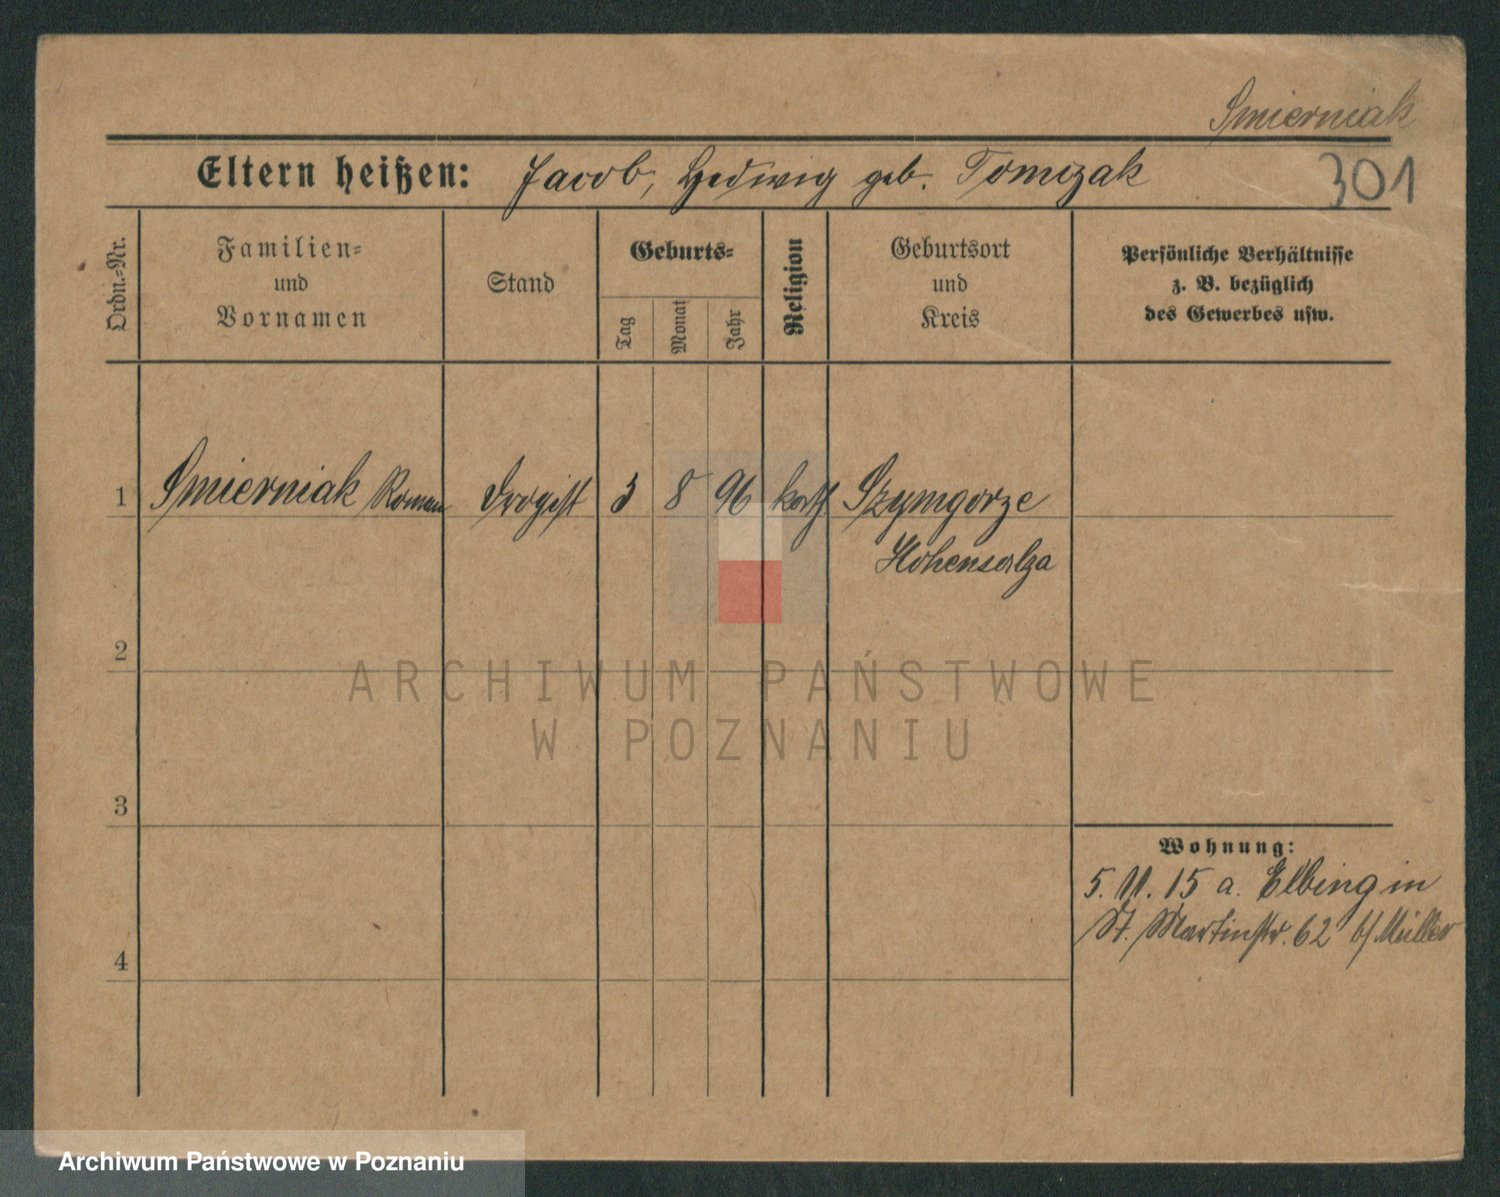 Smierniak
Eltern heißen: Jacob, Hedwig geb. Tomczak
301
Ordn.-Nr.
Familien-
und
Vornamen
Stand
Geburts-
Tag
Monat
Jahr
Religion
Geburtsort
und
Kreis
Persönliche Verhältnisse
z. B. bezüglich
des Gewerbes usw.
1 Smierniak Roman Drogist 3 8 96 kath Szymgorze
Hohensalza
2
ARCHIWUM PAŃSTWOWE
W POZNANIU
3
Wohnung:
5. 11. 15 a. Elbing in
St. Martinstr. 62 b/ Müller
4
Archiwum Państwowe w Poznaniu